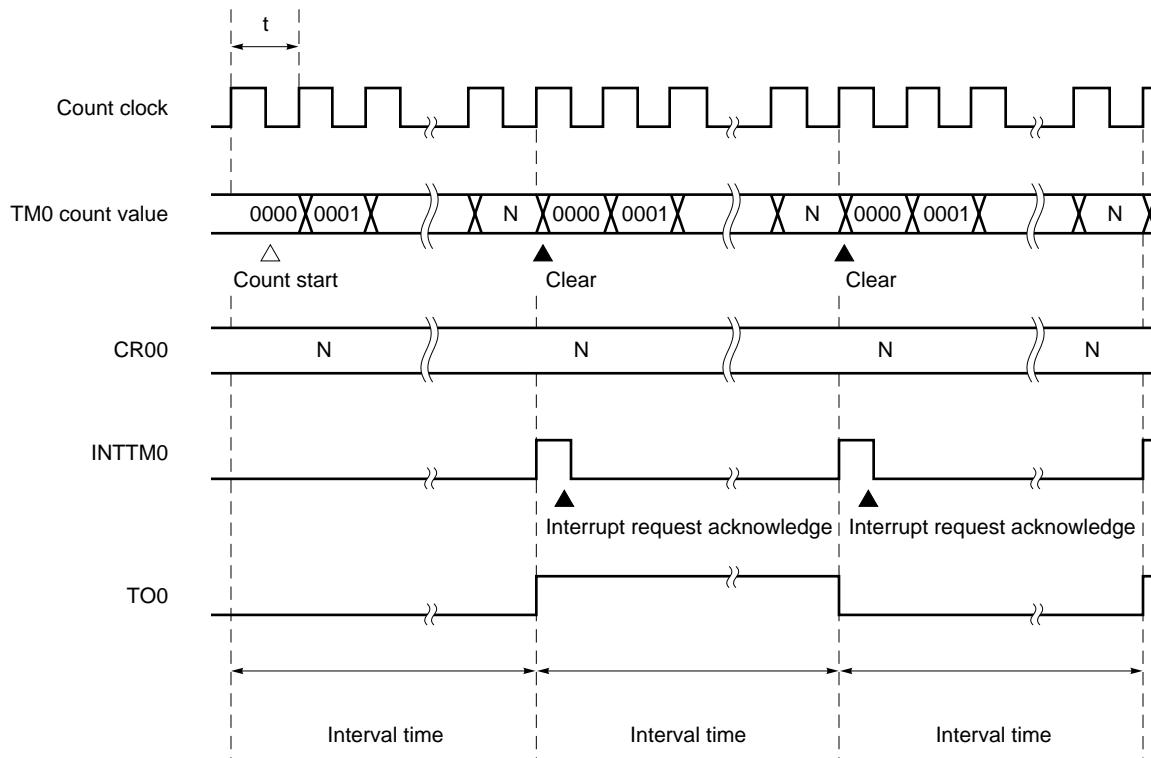 t
Count clock
TM0 count value 0000 0001 N 0000 0001 N 0000 0001 N
Count start Clear Clear
CR00 N N N N
INTTM0
Interrupt request acknowledge Interrupt request acknowledge
TO0
Interval time Interval time Interval time